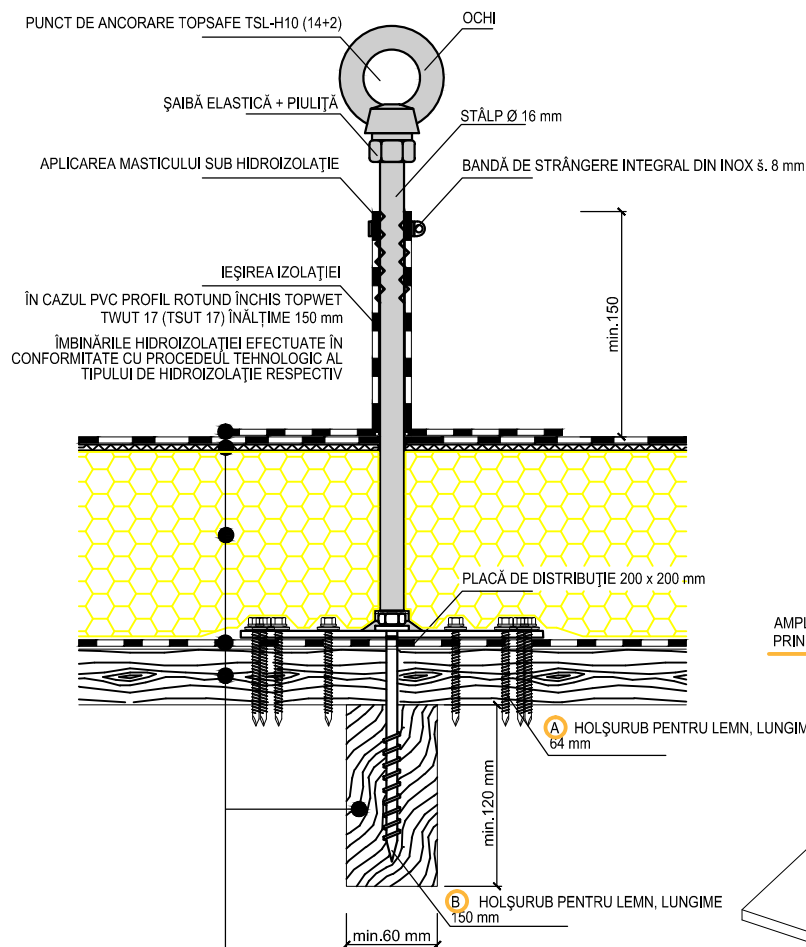 PUNCT DE ANCORARE TOPSAFE TSL-H10 (14+2)
OCHI
ŞAIBĂ ELASTICĂ + PIULIŢĂ
STÂLP Ø 16 mm
APLICAREA MASTICULUI SUB HIDROIZOLAŢIE
BANDĂ DE STRÂNGERE INTEGRAL DIN INOX š. 8 mm
IEŞIREA IZOLAŢIEI
ÎN CAZUL PVC PROFIL ROTUND ÎNCHIS TOPWET
TWUT 17 (TSUT 17) ÎNĂLŢIME 150 mm
ÎMBINĂRILE HIDROIZOLAŢIEI EFECTUATE ÎN
CONFORMITATE CU PROCEDEUL TEHNOLOGIC AL
TIPULUI DE HIDROIZOLAŢIE RESPECTIV
min.150
PLACĂ DE DISTRIBUŢIE 200 x 200 mm
AMPL
PRIN
A HOLŞURUB PENTRU LEMN, LUNGIM
64 mm
min.120 mm
B HOLŞURUB PENTRU LEMN, LUNGIME
150 mm
min.60 mm